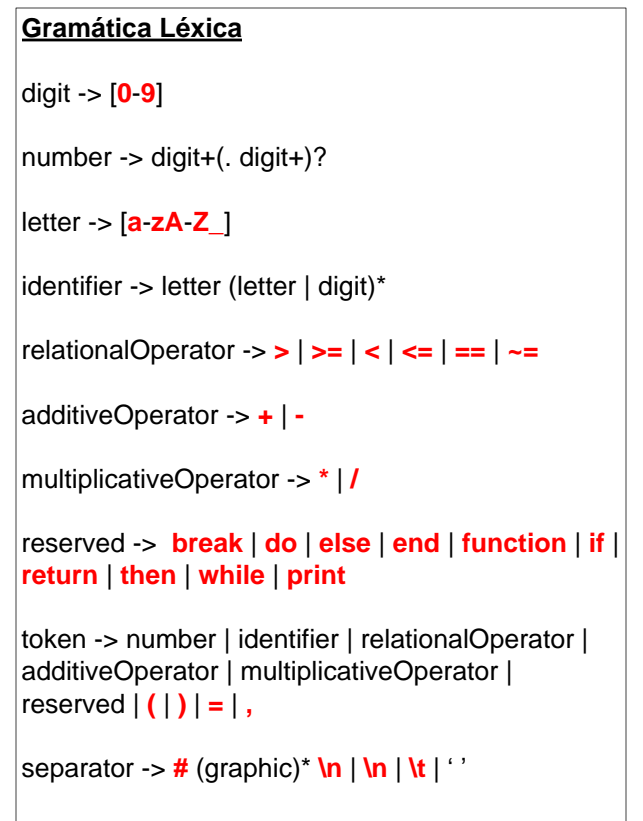 Gramática Léxica
digit -> [0-9]
number -> digit+(. digit+)?
letter -> [a-zA-Z_]
identifier -> letter (letter | digit)*
relationalOperator -> > | >= | < | <= | == | ~=
additiveOperator -> + | -
multiplicativeOperator -> * | /
reserved -> break | do | else | end | function | if |
return | then | while | print
token -> number | identifier | relationalOperator |
additiveOperator | multiplicativeOperator |
reserved | ( | ) | = | ,
separator -> # (graphic)* \n | \n | \t | ‘ ’